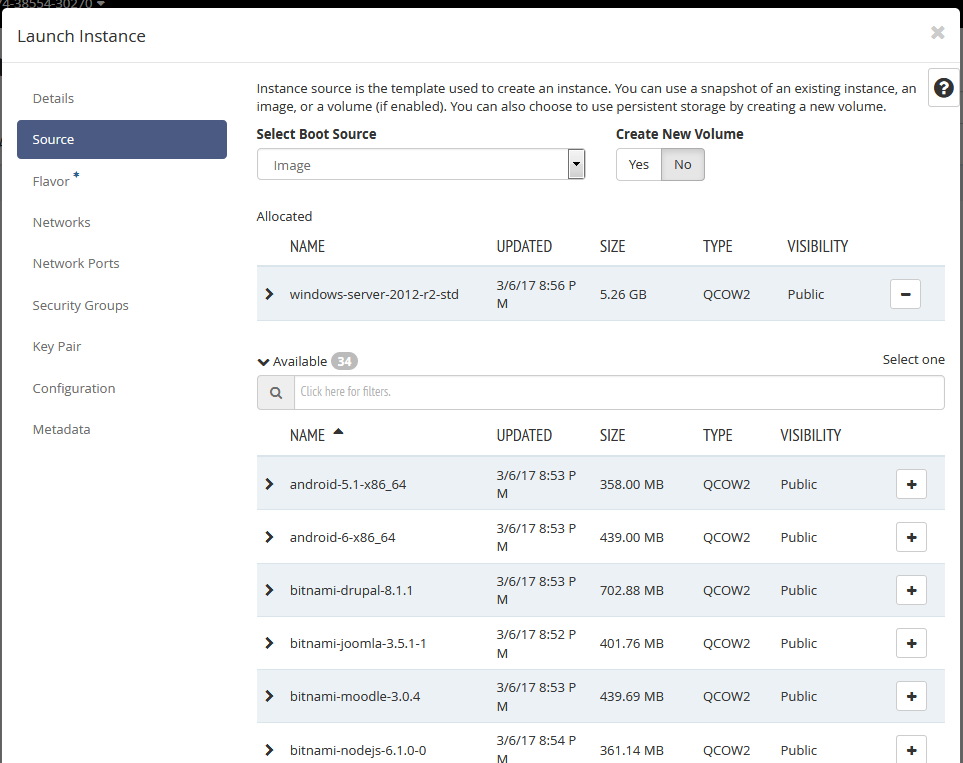 74-38554-30270
Launch Instance
Details
Source
Flavor *
Networks
Network Ports
Security Groups
Key Pair
Configuration
Metadata
Instance source is the template used to create an instance. You can use a snapshot of an existing instance, an
image, or a volume (if enabled). You can also choose to use persistent storage by creating a new volume.
Select Boot Source
Create New Volume
Image
Yes No
Allocated
NAME UPDATED SIZE TYPE VISIBILITY
windows-server-2012-r2-std 3/6/17 8:56 P 5.26 GB QCOW2 Public
M
Available 34
Select one
Click here for filters.
NAME UPDATED SIZE TYPE VISIBILITY
android-5.1-x86_64 3/6/17 8:53 P 358.00 MB QCOW2 Public
M
android-6-x86_64 3/6/17 8:53 P 439.00 MB QCOW2 Public
M
bitnami-drupal-8.1.1 3/6/17 8:53 P 702.88 MB QCOW2 Public
M
bitnami-joomla-3.5.1-1 3/6/17 8:52 P 401.76 MB QCOW2 Public
M
bitnami-moodle-3.0.4 3/6/17 8:53 P 439.69 MB QCOW2 Public
M
bitnami-nodejs-6.1.0-0 3/6/17 8:54 P 361.14 MB QCOW2 Public
M